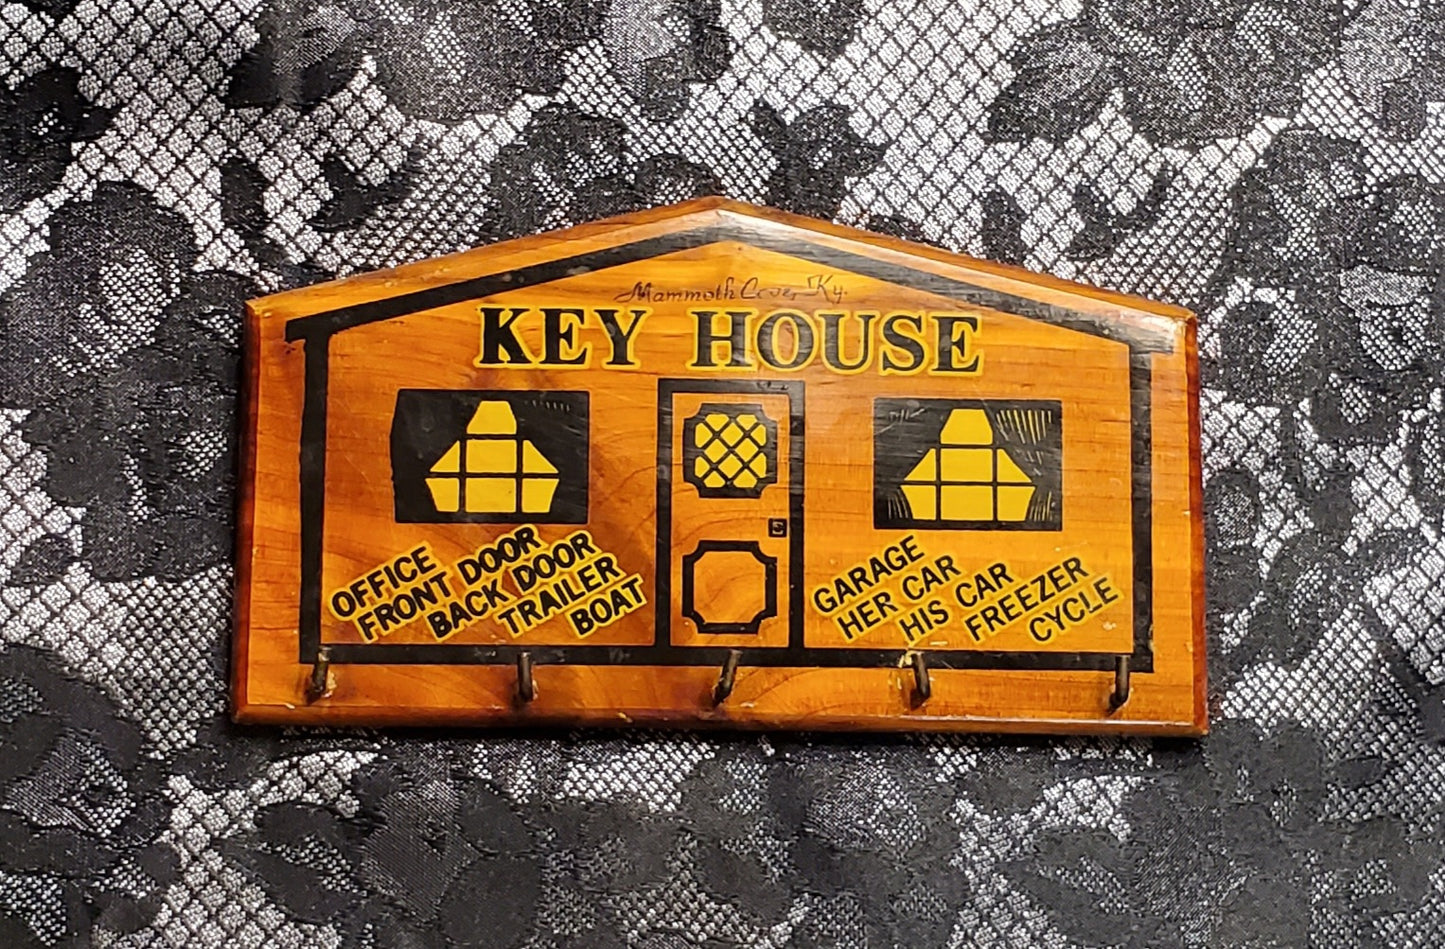 Mammoth Cave, Ky.
KEY HOUSE
OFFICE
FRONT DOOR
BACK DOOR
TRAILER
BOAT
GARAGE
HER CAR
HIS CAR
FREEZER
CYCLE